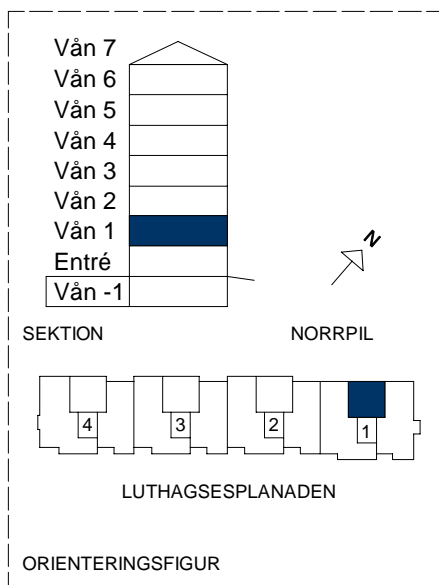 Vån 7
Vån 6
Vån 5
Vån 4
Vån 3
Vån 2
Vån 1
Entré
Vån -1
N
SEKTION NORRPIL
4 3 2 1
LUTHAGSESPLANADEN
ORIENTERINGSFIGUR